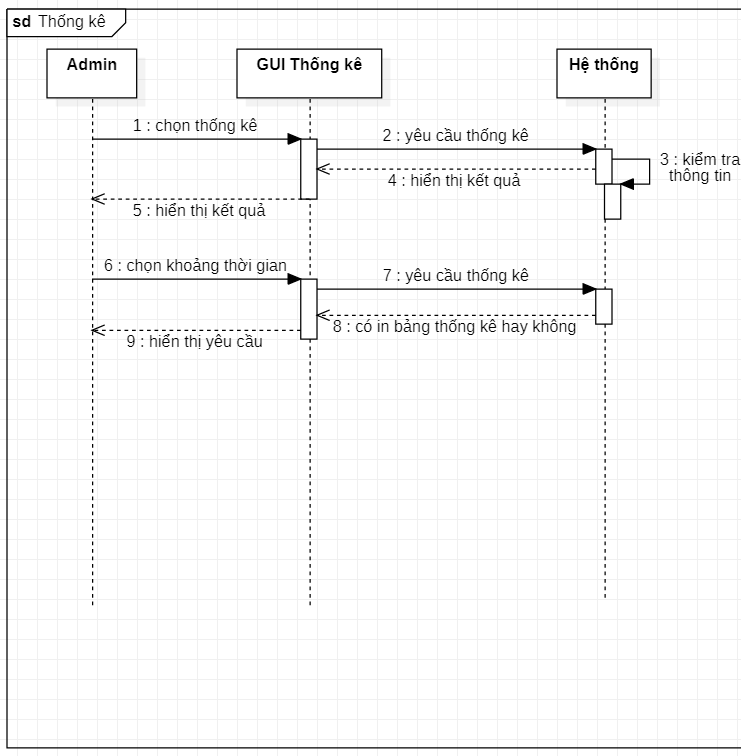 sd Thống kê
Admin
GUI Thống kê
Hệ thống
1 : chọn thống kê
2 : yêu cầu thống kê
3 : kiểm tra
thông tin
4 : hiển thị kết quả
5 : hiển thị kết quả
6 : chọn khoảng thời gian
7 : yêu cầu thống kê
8 : có in bảng thống kê hay không
9 : hiển thị yêu cầu